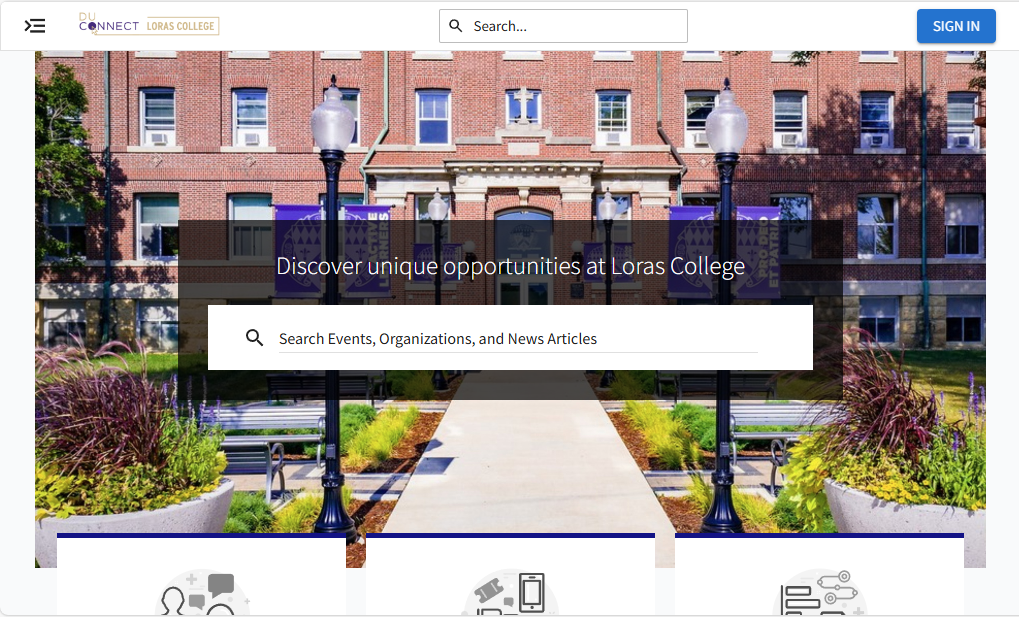 DU
CONNECT LORAS COLLEGE
Search...
SIGN IN
ACTIVE
LEARNERS
PRO DEO
ET PATRIA
Discover unique opportunities at Loras College
Search Events, Organizations, and News Articles